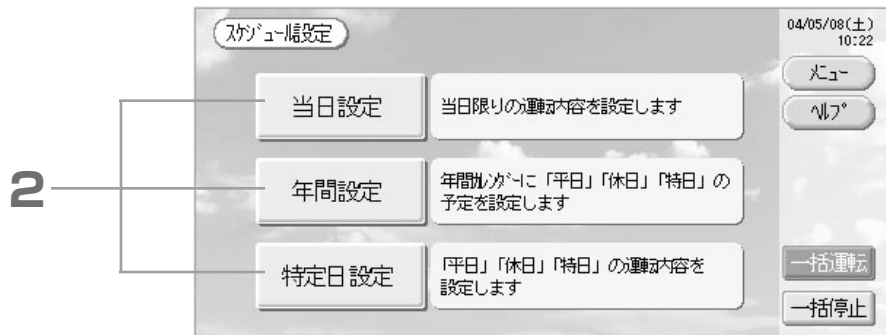 スケジュール設定
04/05/08(土)
10:22
メニュー
ヘルプ
2
当日設定
当日限りの運転内容を設定します
年間設定
年間カレンダーに「平日」「休日」「特日」の
予定を設定します
特定日設定
「平日」「休日」「特日」の運転内容を
設定します
一括運転
一括停止